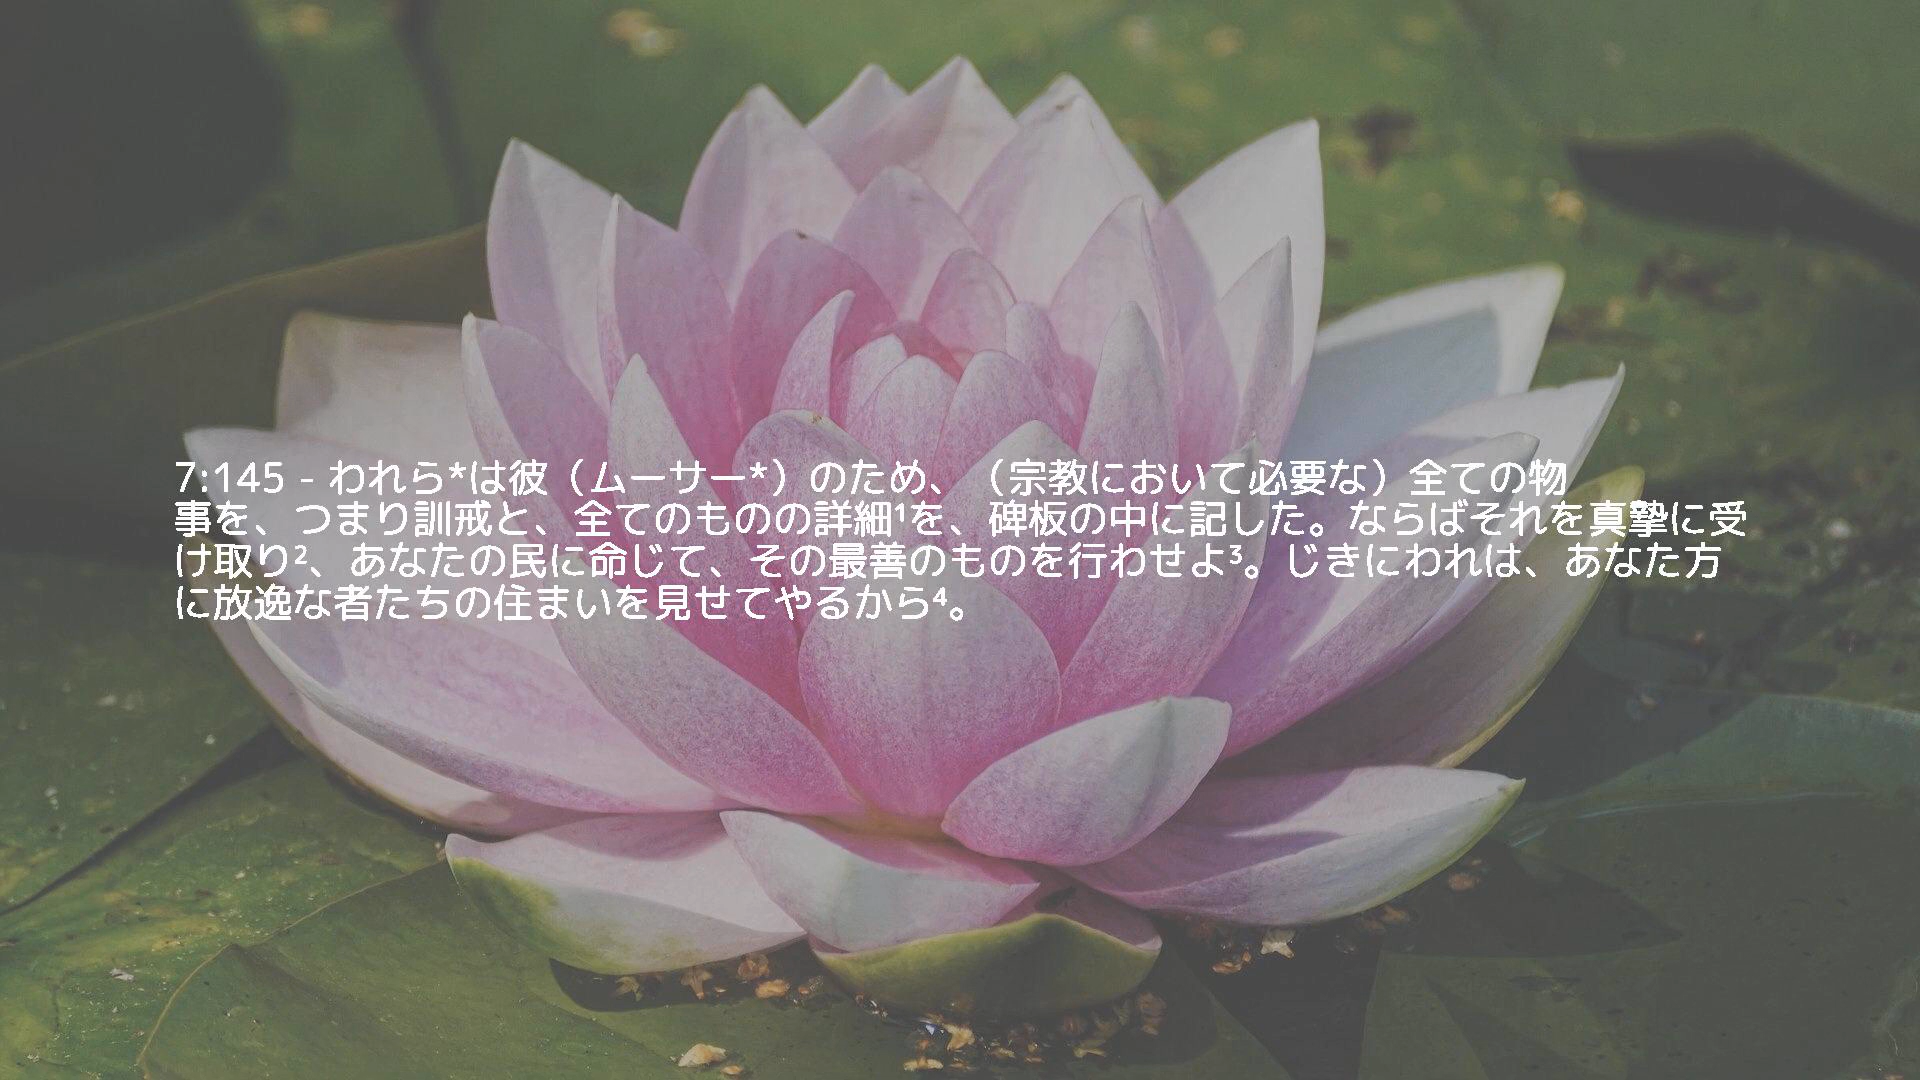 7:145 - われら*は彼（ムーサー*）のため、（宗教において必要な）全ての物
事を、つまり訓戒と、全てのものの詳細¹を、碑板の中に記した。ならばそれを真摯に受
け取り²、あなたの民に命じて、その最善のものを行わせよ³。じきにわれは、あなた方
に放逸な者たちの住まいを見せてやるから⁴。